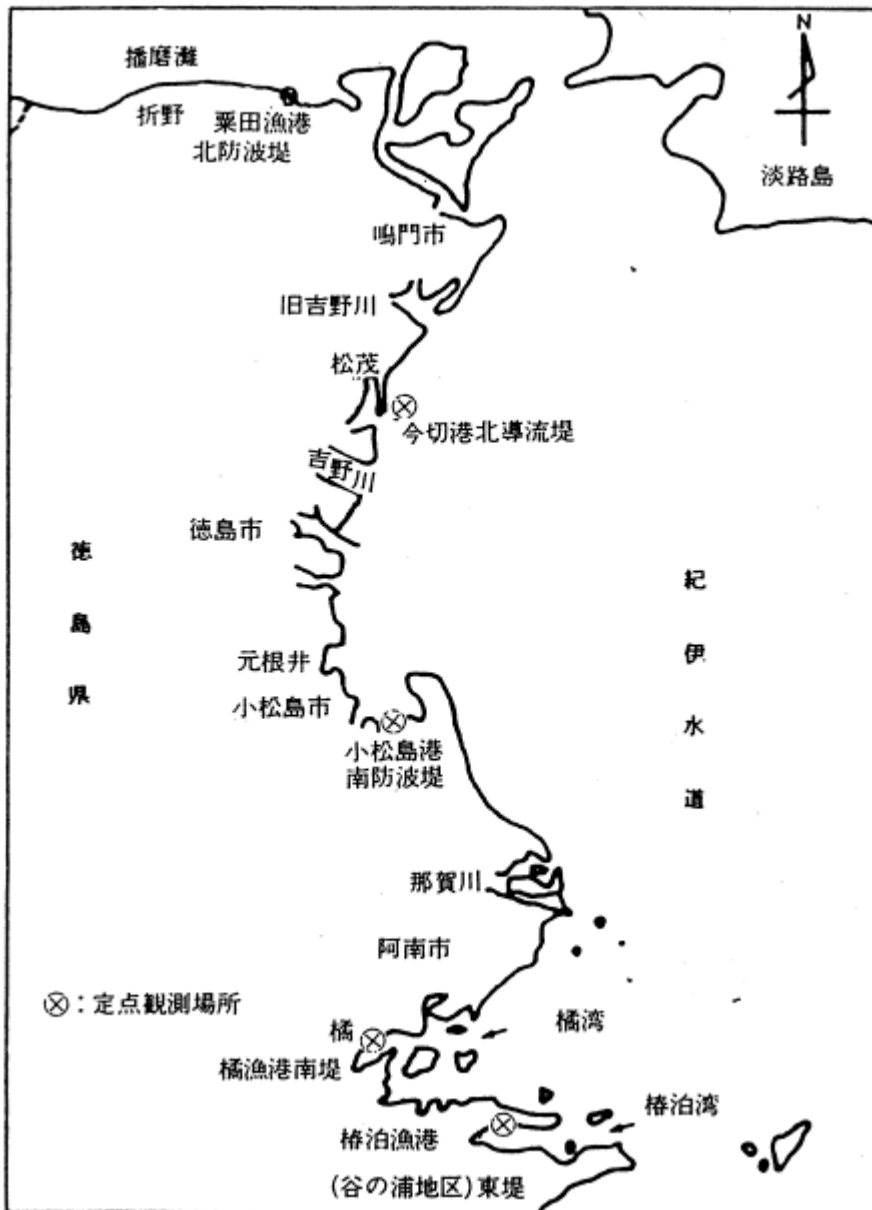 N
播磨灘
折野
粟田漁港
北防波堤
淡路島
鳴門市
旧吉野川
松茂
今切港北導流堤
吉野川
徳島市
徳島県
紀伊水道
元根井
小松島市
小松島港
南防波堤
那賀川
阿南市
⊗:定点観測場所
橘
橘湾
橘漁港南堤
椿泊湾
椿泊漁港
(谷の浦地区)東堤